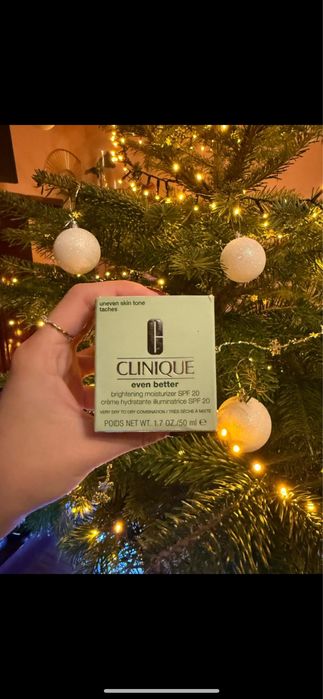 uneven skin tone
taches
CLINIQUE
even better
brightening moisturizer SPF 20
crème hydratante illuminatrice SPF 20
VERY DRY TO DRY COMBINATION / TRÈS SÈCHE À MIXTE
POIDS NET WT. 1.7 OZ./50 ml e